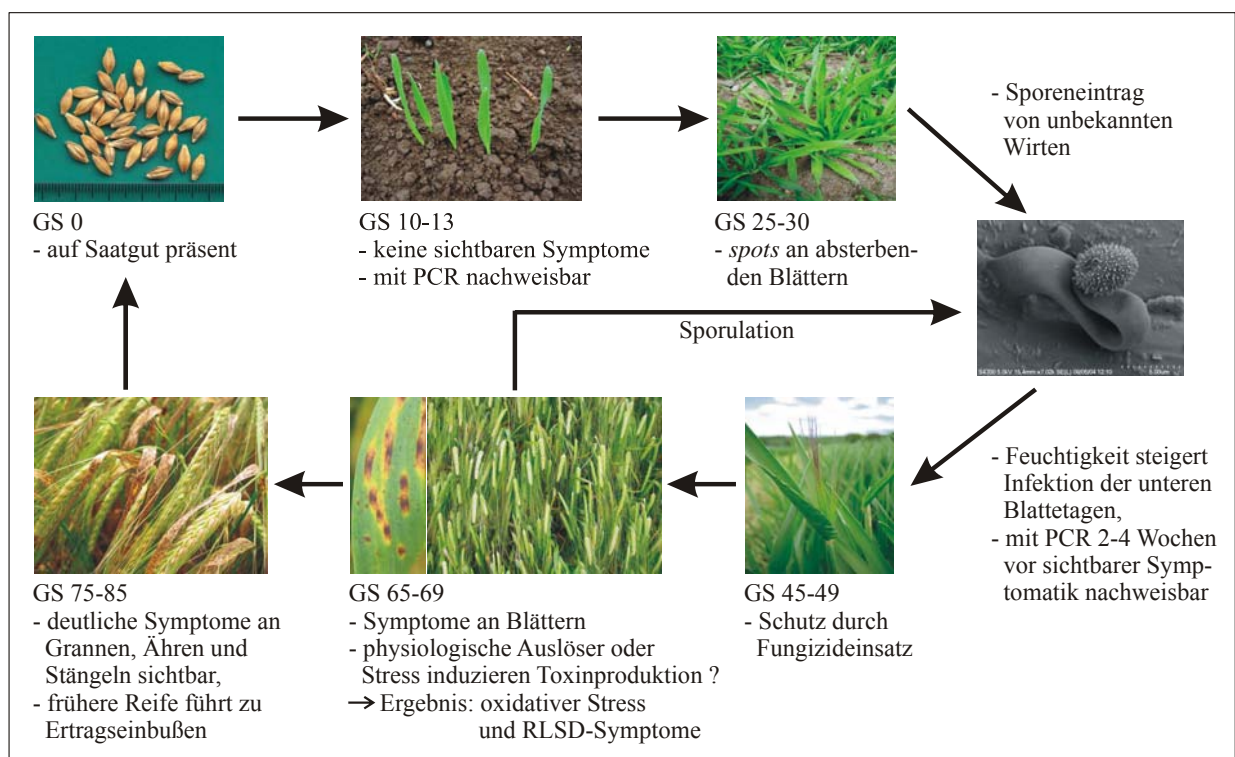 GS 0
- auf Saatgut präsent
GS 10-13
- keine sichtbaren Symptome
- mit PCR nachweisbar
GS 25-30
- spots an absterben-
den Blättern
- Sporeneintrag
von unbekannten
Wirten
Sporulation
- Feuchtigkeit steigert
Infektion der unteren
Blattetagen,
- mit PCR 2-4 Wochen
vor sichtbarer Symp-
tomatik nachweisbar
GS 45-49
- Schutz durch
Fungizideinsatz
GS 65-69
- Symptome an Blättern
- physiologische Auslöser oder
Stress induzieren Toxinproduktion ?
→ Ergebnis: oxidativer Stress
und RLSD-Symptome
GS 75-85
- deutliche Symptome an
Grannen, Ähren und
Stängeln sichtbar,
- frühere Reife führt zu
Ertragseinbußen